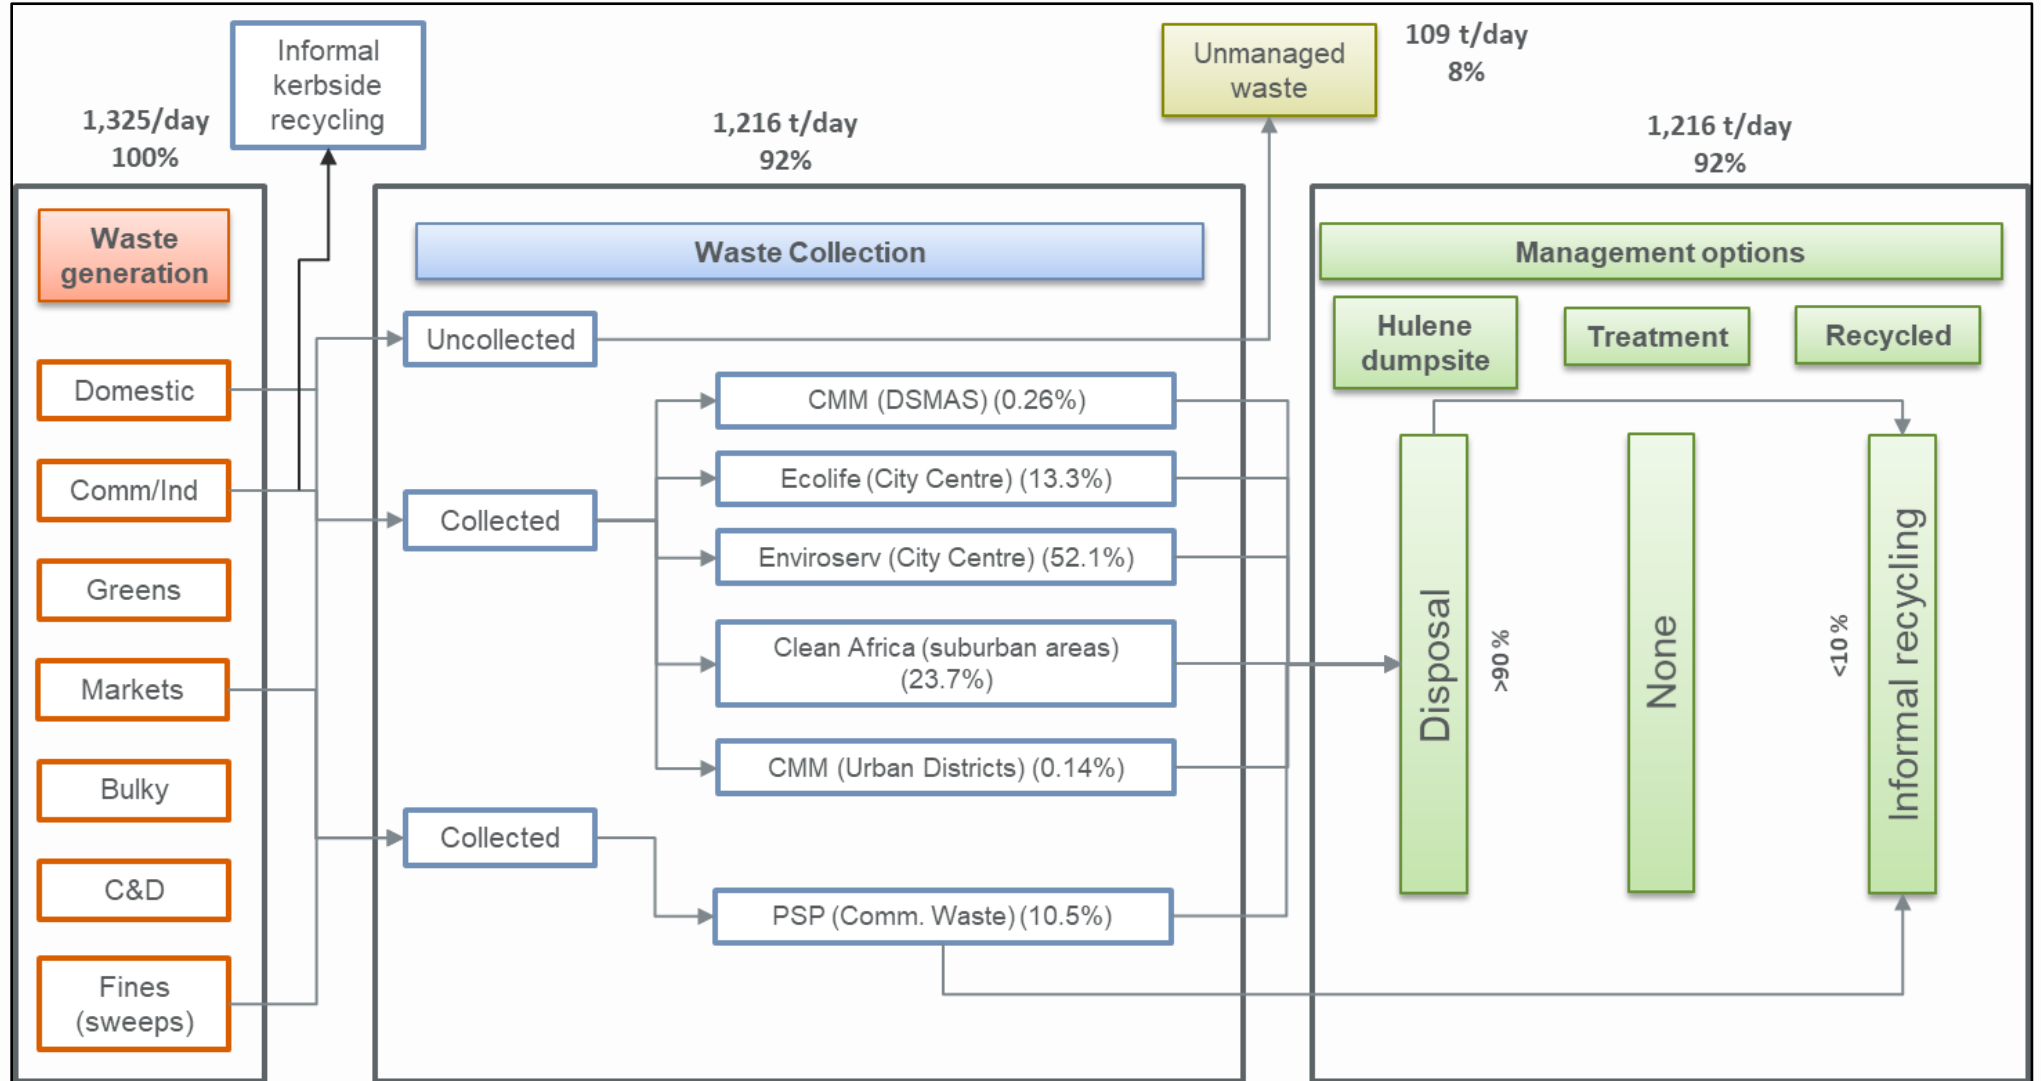 Informal
kerbside
recycling
Unmanaged
waste
109 t/day
8%
1,325/day
100%
1,216 t/day
92%
1,216 t/day
92%
Waste
generation
Domestic
Comm/Ind
Greens
Markets
Bulky
C&D
Fines
(sweeps)
Waste Collection
Uncollected
Collected
Collected
CMM (DSMAS) (0.26%)
Ecolife (City Centre) (13.3%)
Enviroserv (City Centre) (52.1%)
Clean Africa (suburban areas)
(23.7%)
CMM (Urban Districts) (0.14%)
PSP (Comm. Waste) (10.5%)
Management options
Hulene
dumpsite
Treatment
Recycled
Disposal
>90 %
None
<10 %
Informal recycling